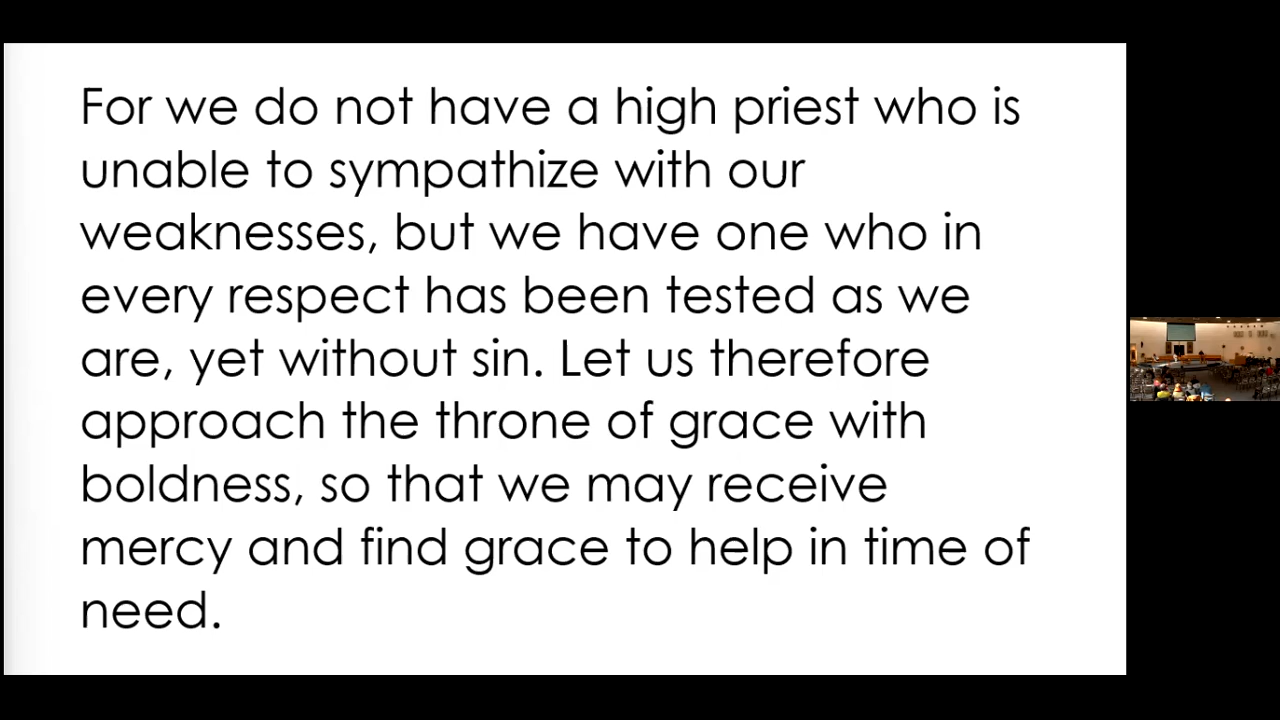 For we do not have a high priest who is
unable to sympathize with our
weaknesses, but we have one who in
every respect has been tested as we
are, yet without sin. Let us therefore
approach the throne of grace with
boldness, so that we may receive
mercy and find grace to help in time of
need.